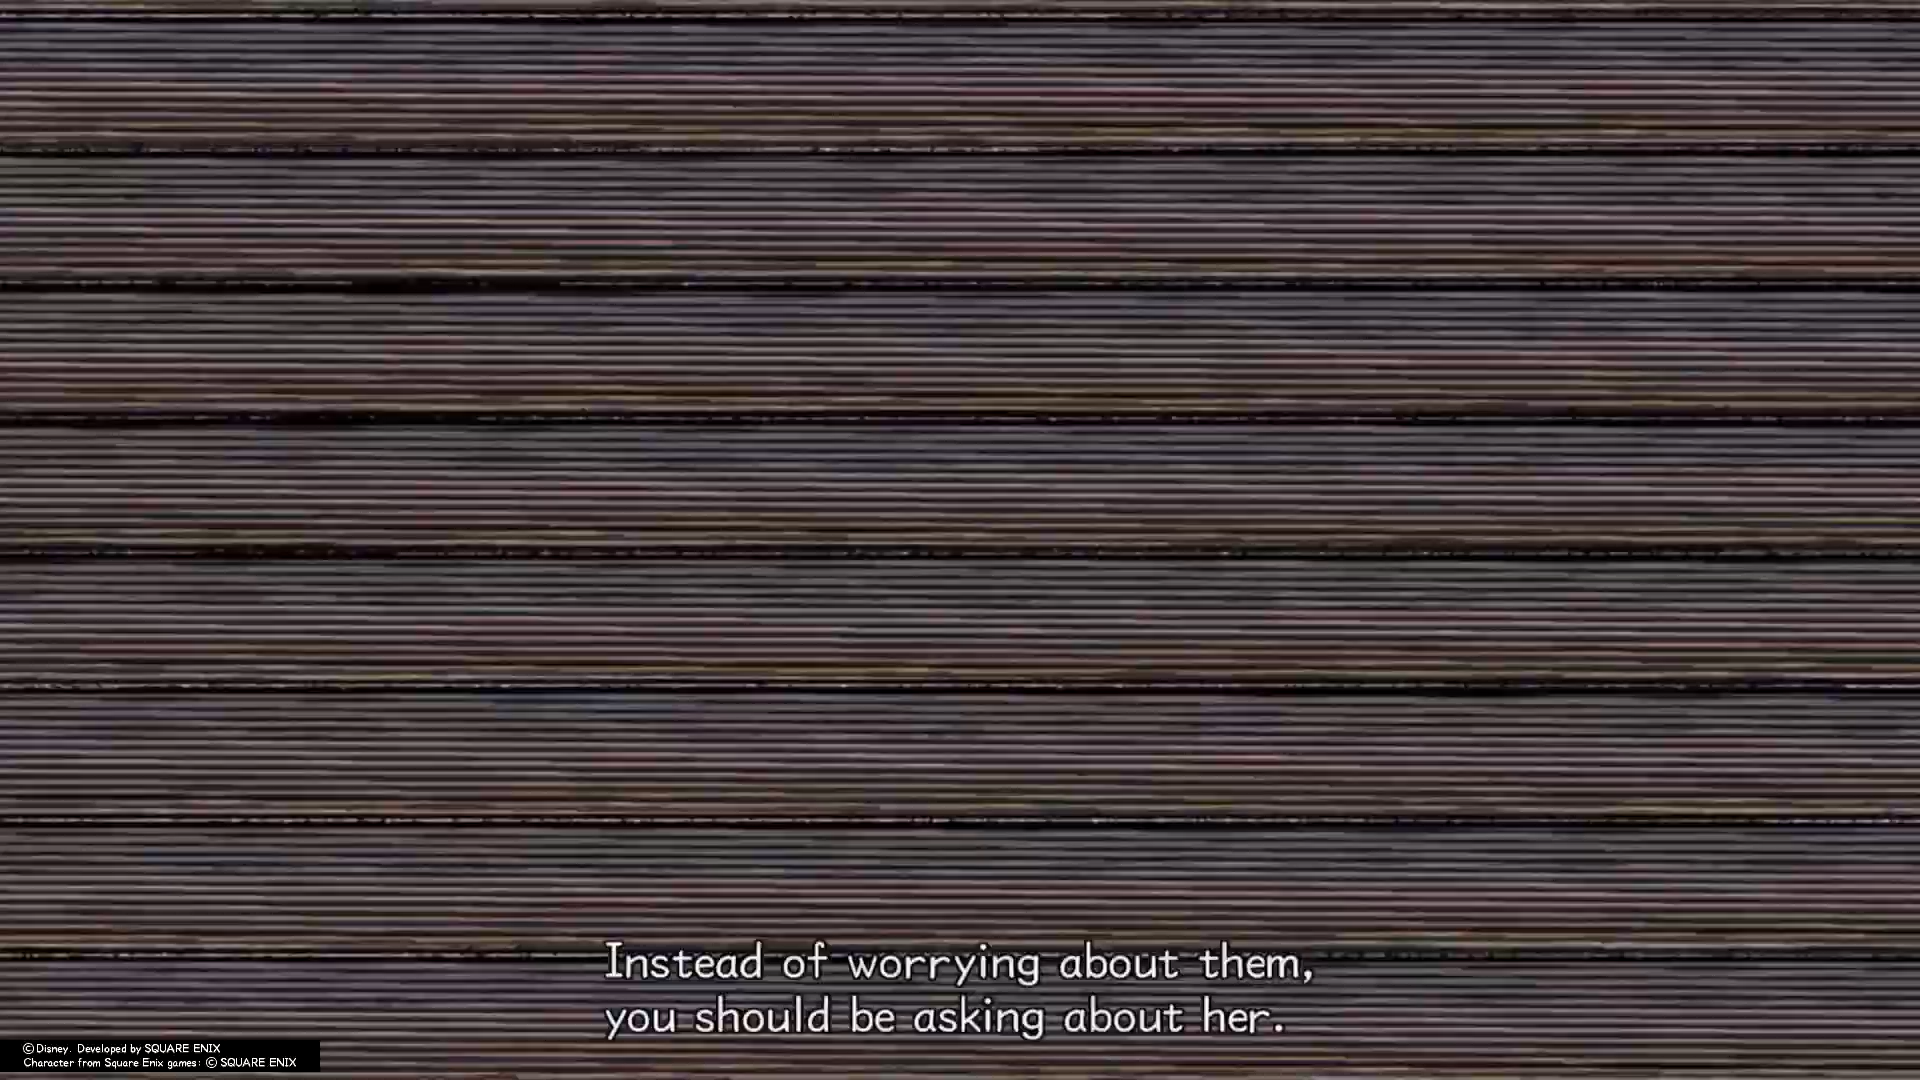 Instead of worrying about them,
you should be asking about her.
©Disney. Developed by SQUARE ENIX
Character from Square Enix games: © SQUARE ENIX